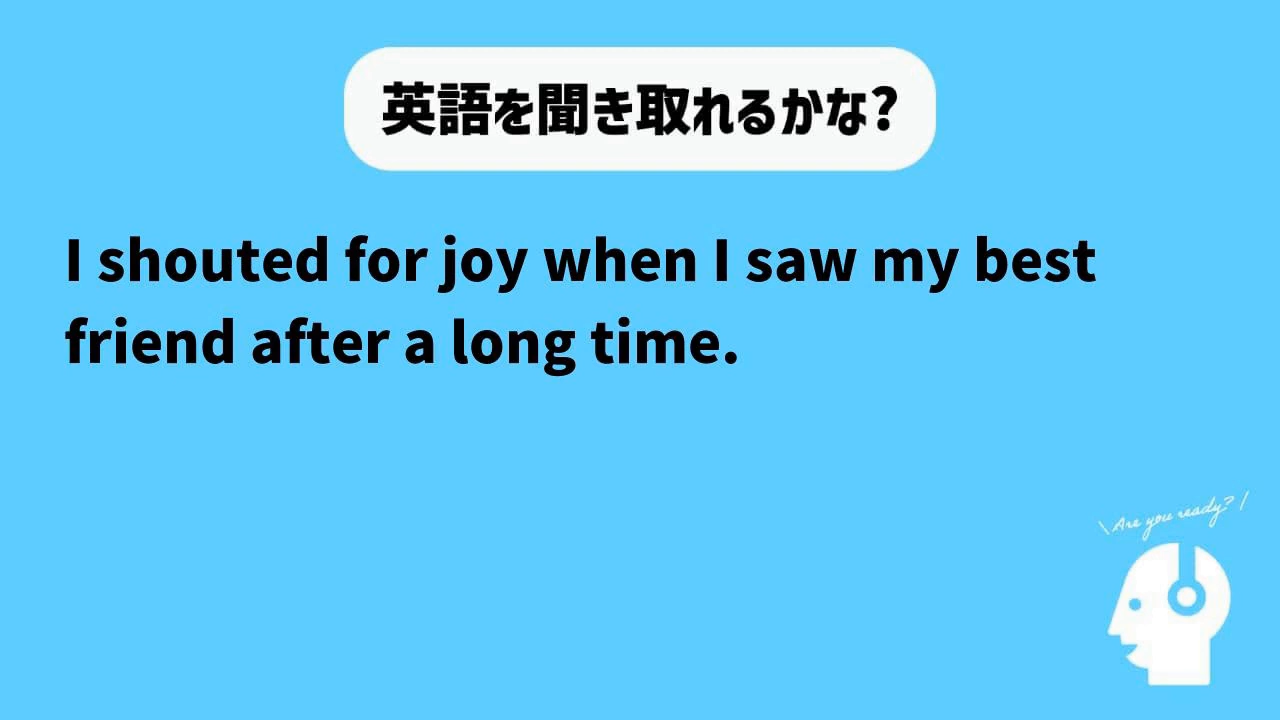 英語を聞き取れるかな?
I shouted for joy when I saw my best
friend after a long time.
\ Are you ready? /